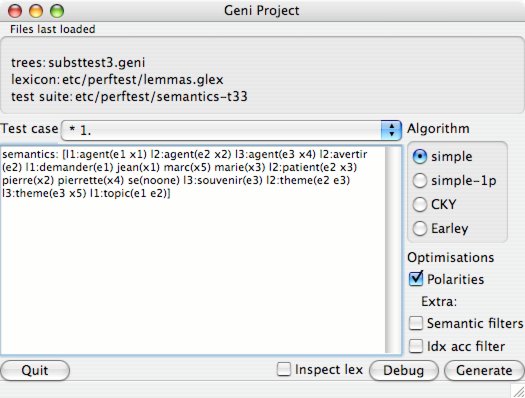 Geni Project
Files last loaded
trees: substtest3.geni
lexicon: etc/perftest/lemmas.glex
test suite: etc/perftest/semantics-t33
Test case: * 1.
Algorithm
semantics: [l1:agent(e1 x1) l2:agent(e2 x2) l3:agent(e3 x4) l2:avertir
(e2) l1:demander(e1) jean(x1) marc(x5) marie(x3) l2:patient(e2 x3)
pierre(x2) pierrette(x4) se(noone) l3:souvenir(e3) l2:theme(e2 e3)
l3:theme(e3 x5) l1:topic(e1 e2)]
simple
simple-1p
CKY
Earley
Optimisations
Polarities
Extra:
Semantic filters
Idx acc filter
Quit
Inspect lex
Debug
Generate